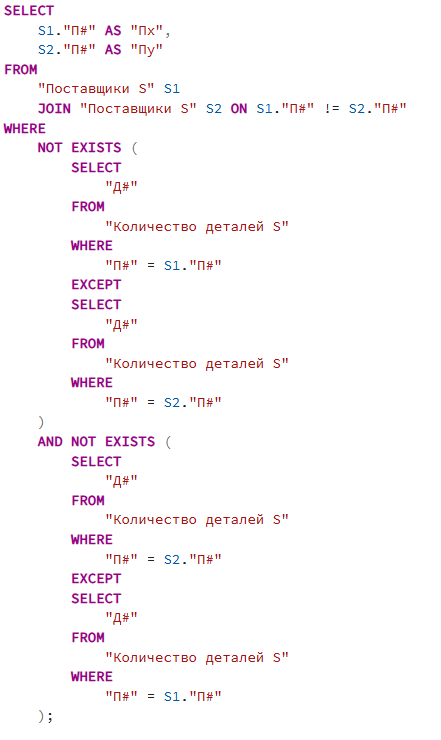 SELECT
    S1."П#" AS "Пх",
    S2."П#" AS "Пу"
FROM
    "Поставщики S" S1
    JOIN "Поставщики S" S2 ON S1."П#" != S2."П#"
WHERE
    NOT EXISTS (
        SELECT
            "Д#"
        FROM
            "Количество деталей S"
        WHERE
            "П#" = S1."П#"
        EXCEPT
        SELECT
            "Д#"
        FROM
            "Количество деталей S"
        WHERE
            "П#" = S2."П#"
    )
    AND NOT EXISTS (
        SELECT
            "Д#"
        FROM
            "Количество деталей S"
        WHERE
            "П#" = S2."П#"
        EXCEPT
        SELECT
            "Д#"
        FROM
            "Количество деталей S"
        WHERE
            "П#" = S1."П#"
    );